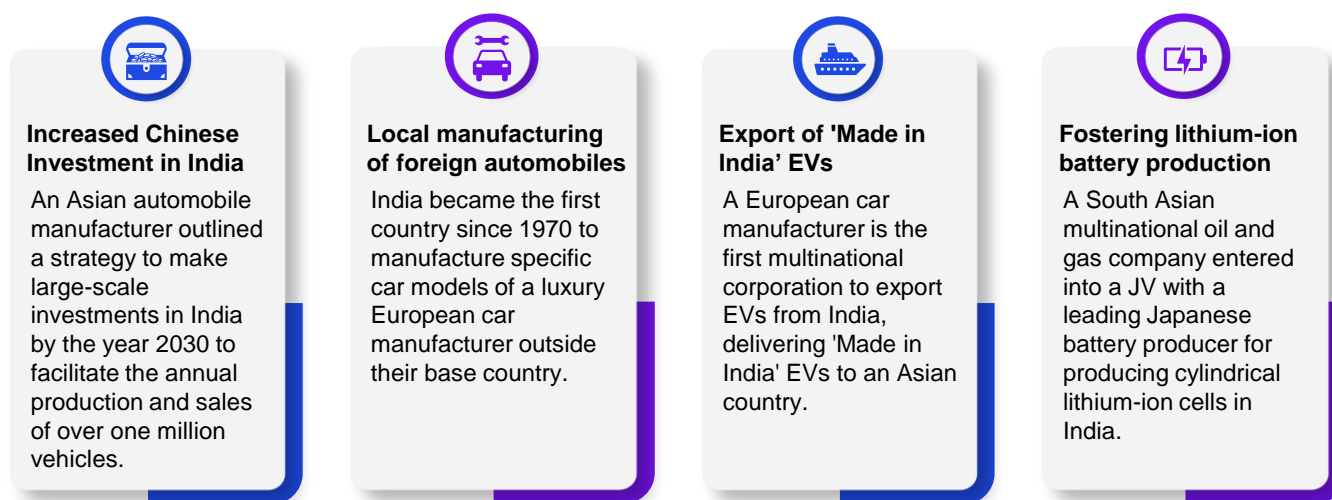 Increased Chinese
Investment in India
An Asian automobile
manufacturer outlined
a strategy to make
large-scale
investments in India
by the year 2030 to
facilitate the annual
production and sales
of over one million
vehicles.
Local manufacturing
of foreign automobiles
India became the first
country since 1970 to
manufacture specific
car models of a luxury
European car
manufacturer outside
their base country.
Export of 'Made in
India’ EVs
A European car
manufacturer is the
first multinational
corporation to export
EVs from India,
delivering 'Made in
India' EVs to an Asian
country.
Fostering lithium-ion
battery production
A South Asian
multinational oil and
gas company entered
into a JV with a
leading Japanese
battery producer for
producing cylindrical
lithium-ion cells in
India.